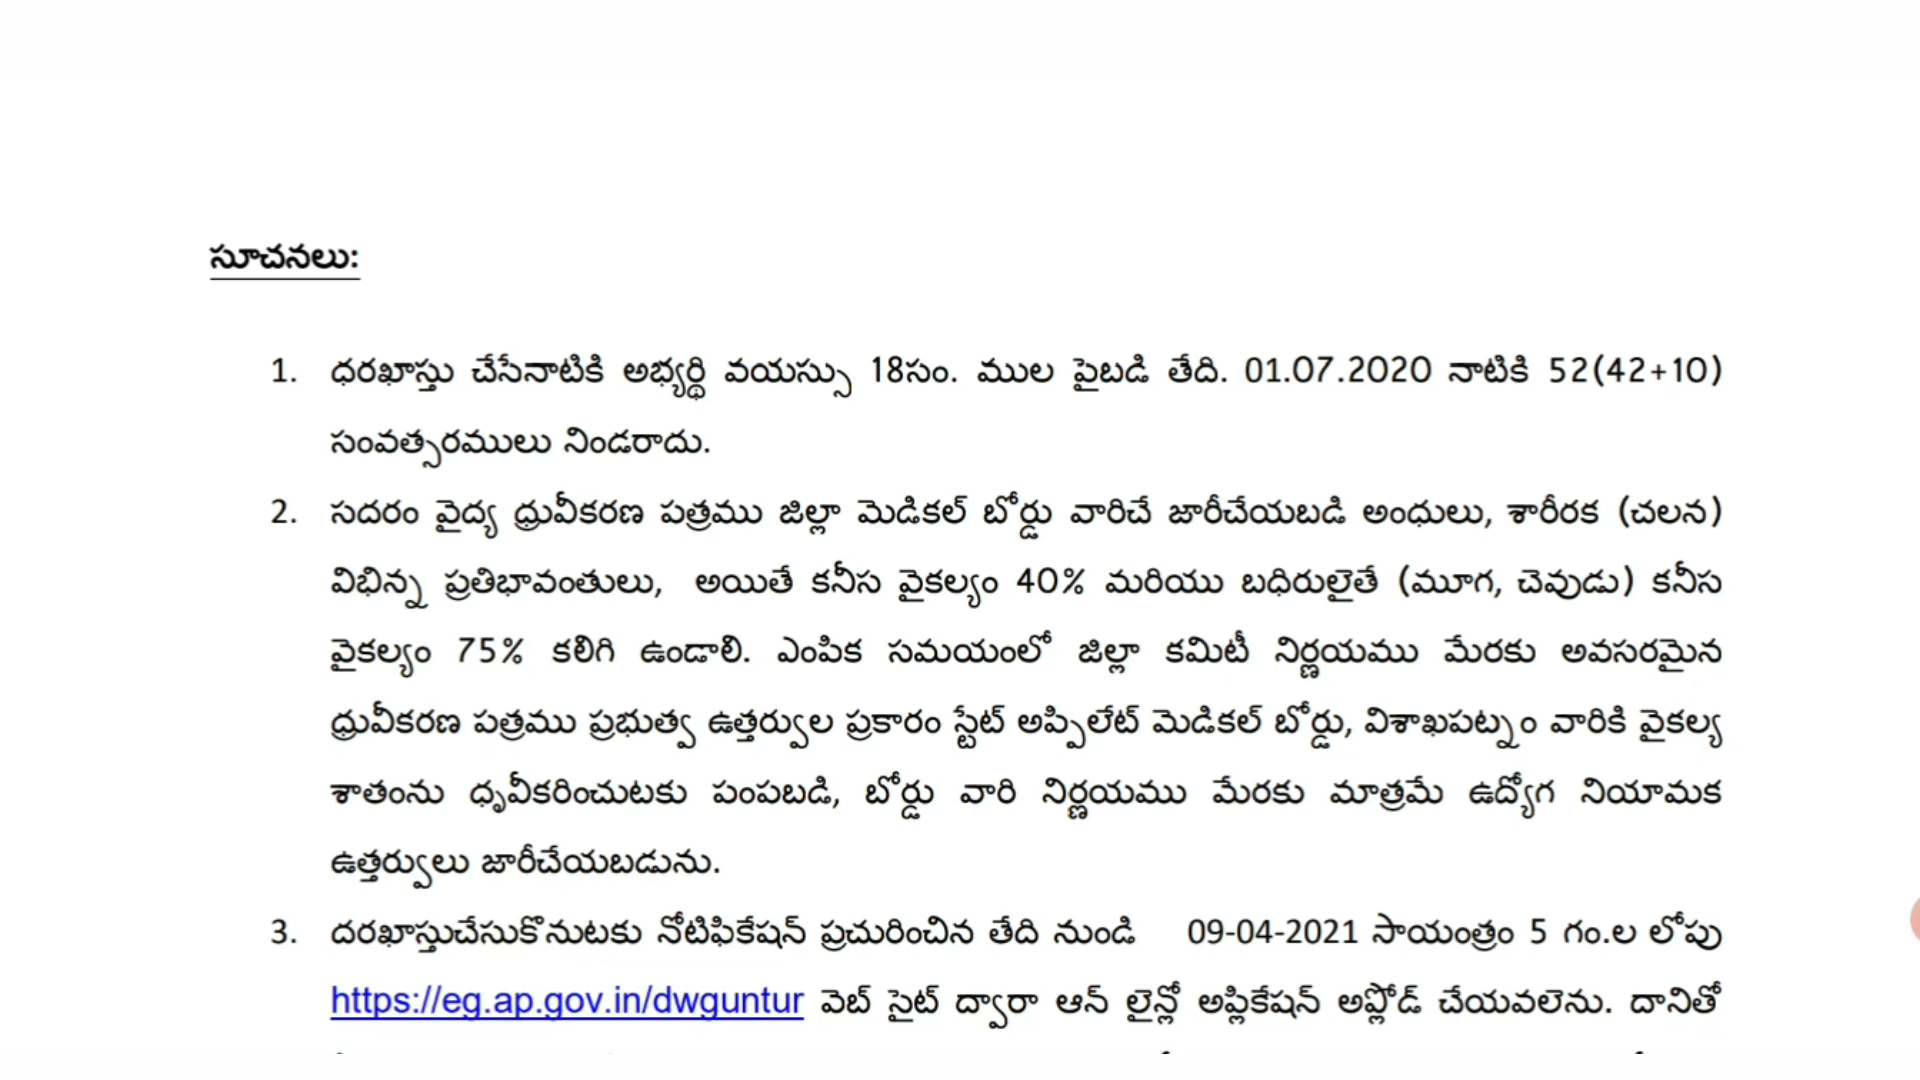 సూచనలు:
1. ధరఖాస్తు చేసేనాటికి అభ్యర్థి వయస్సు 18సం. ముల పైబడి తేది. 01.07.2020 నాటికి 52(42+10)
సంవత్సరములు నిండరాదు.
2. సదరం వైద్య ధ్రువీకరణ పత్రము జిల్లా మెడికల్ బోర్డు వారిచే జారీచేయబడి అంధులు, శారీరక (చలన)
విభిన్న ప్రతిభావంతులు, అయితే కనీస వైకల్యం 40% మరియు బధిరులైతే (మూగ, చెవుడు) కనీస
వైకల్యం 75% కలిగి ఉండాలి. ఎంపిక సమయంలో జిల్లా కమిటీ నిర్ణయము మేరకు అవసరమైన
ధ్రువీకరణ పత్రము ప్రభుత్వ ఉత్తర్వుల ప్రకారం స్టేట్ అప్పిలేట్ మెడికల్ బోర్డు, విశాఖపట్నం వారికి వైకల్య
శాతంను ధృవీకరించుటకు పంపబడి, బోర్డు వారి నిర్ణయము మేరకు మాత్రమే ఉద్యోగ నియామక
ఉత్తర్వులు జారీచేయబడును.
3. దరఖాస్తుచేసుకొనుటకు నోటిఫికేషన్ ప్రచురించిన తేది నుండి 09-04-2021 సాయంత్రం 5 గం.ల లోపు
https://eg.ap.gov.in/dwguntur వెబ్ సైట్ ద్వారా ఆన్ లైన్లో అప్లికేషన్ అప్లోడ్ చేయవలెను. దానితో